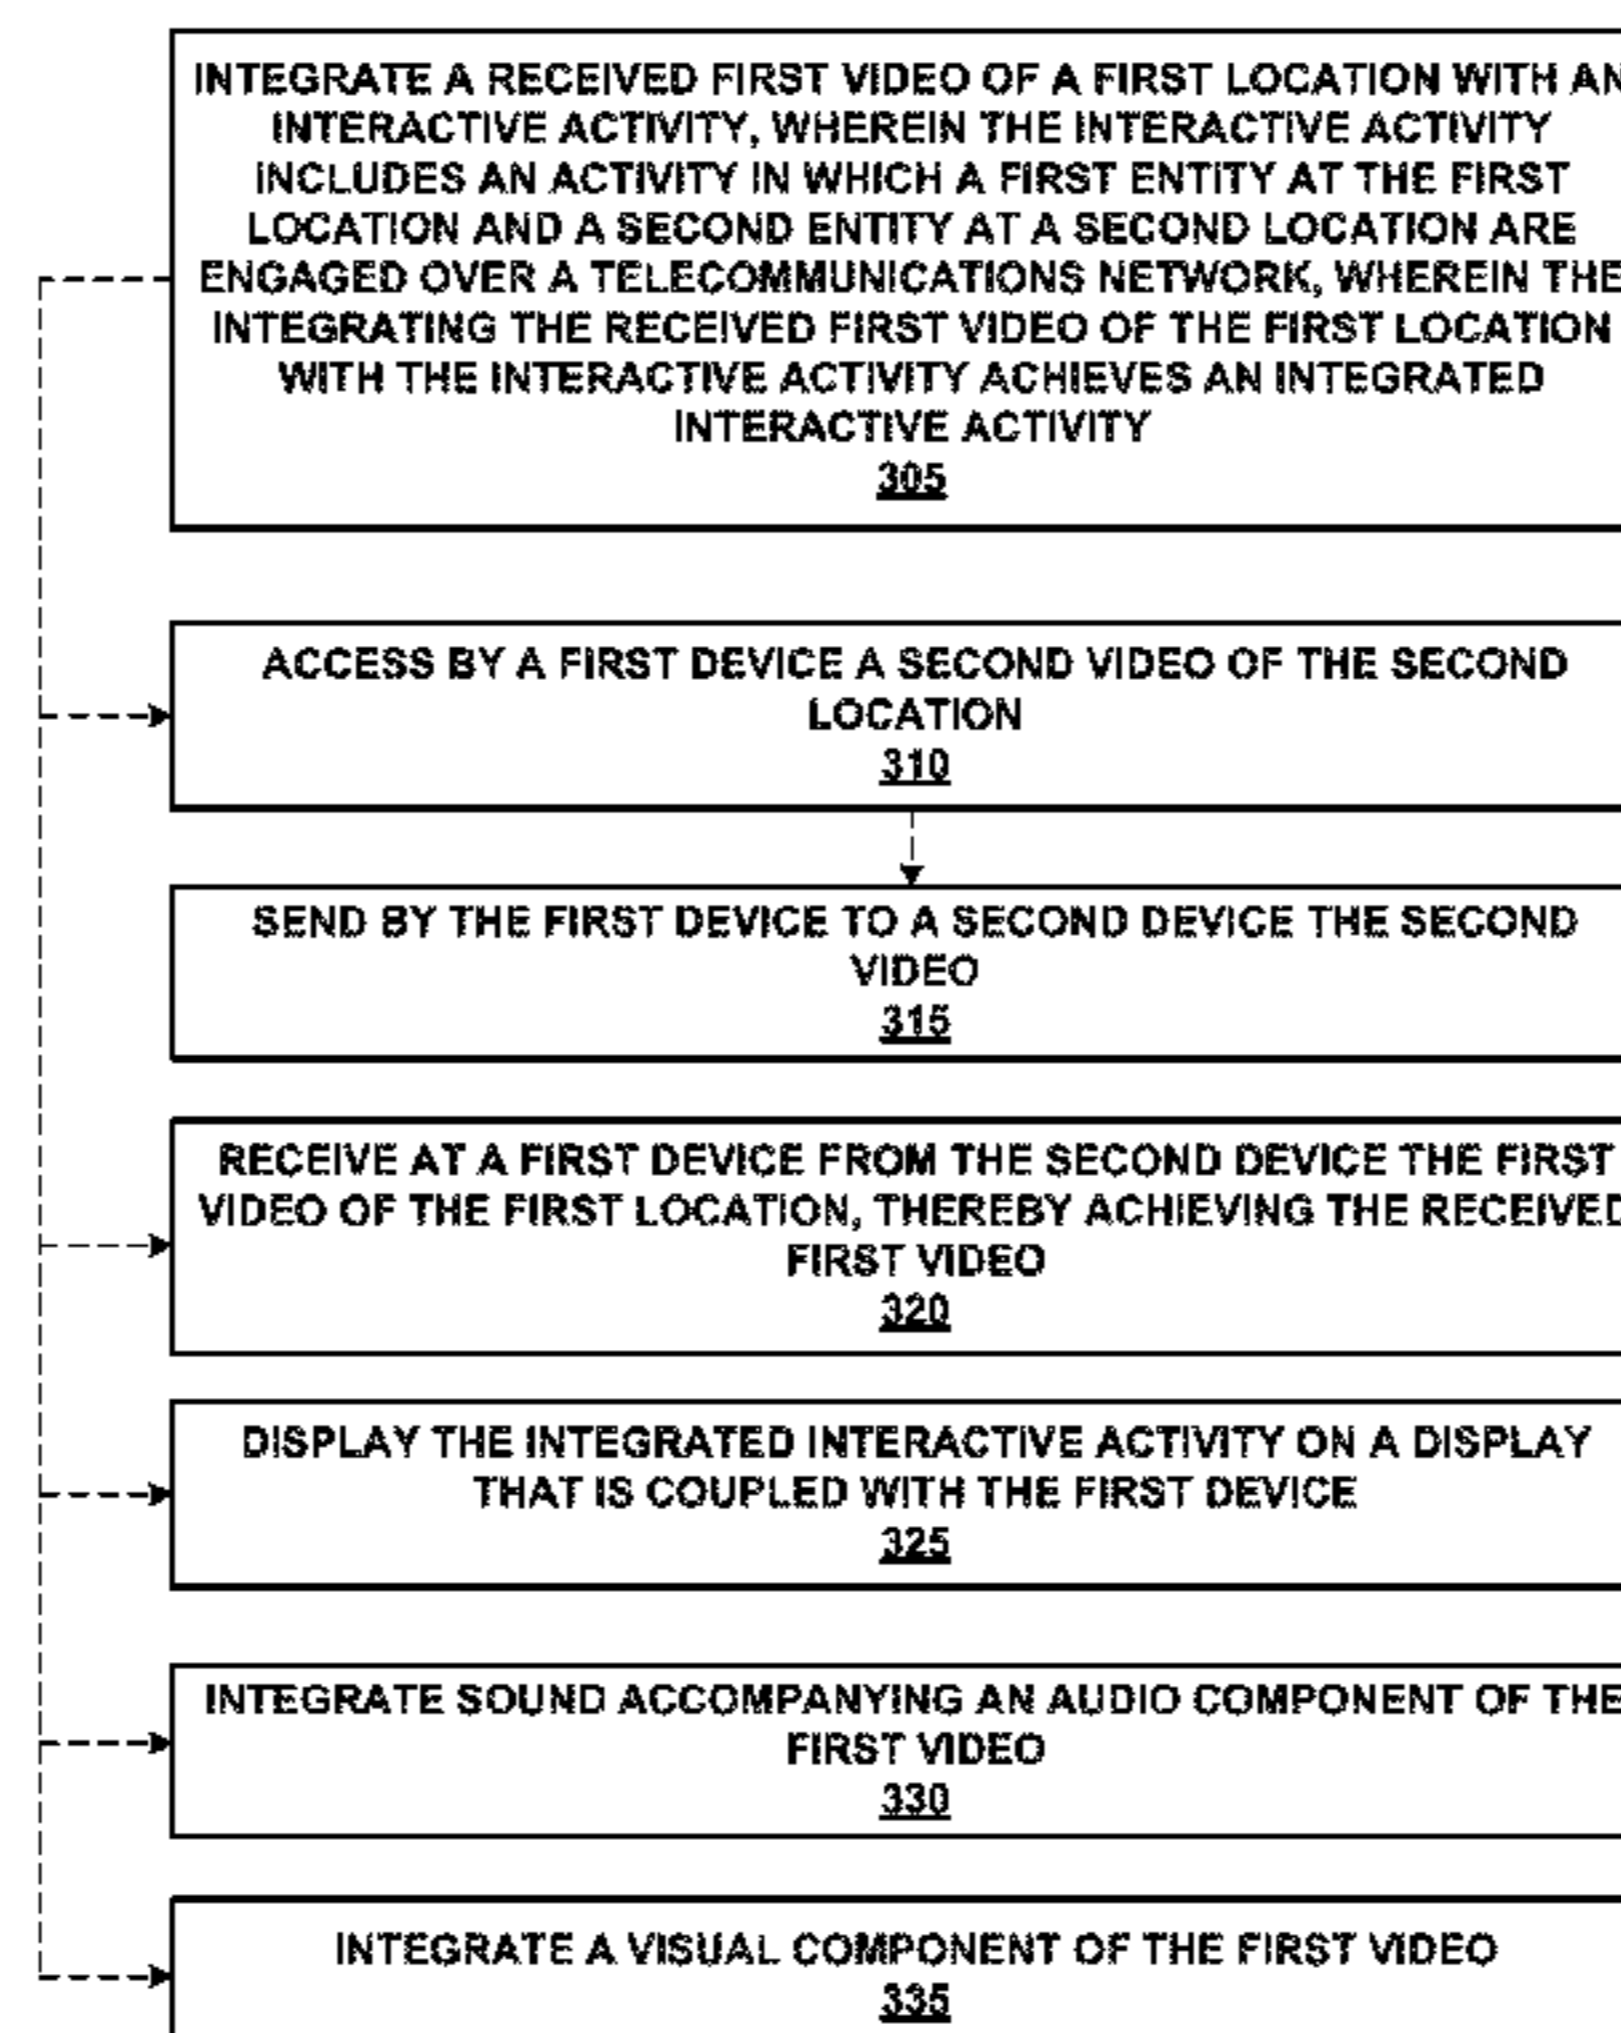 INTEGRATE A RECEIVED FIRST VIDEO OF A FIRST LOCATION WITH AN
INTERACTIVE ACTIVITY, WHEREIN THE INTERACTIVE ACTIVITY
INCLUDES AN ACTIVITY IN WHICH A FIRST ENTITY AT THE FIRST
LOCATION AND A SECOND ENTITY AT A SECOND LOCATION ARE
ENGAGED OVER A TELECOMMUNICATIONS NETWORK, WHEREIN THE
INTEGRATING THE RECEIVED FIRST VIDEO OF THE FIRST LOCATION
WITH THE INTERACTIVE ACTIVITY ACHIEVES AN INTEGRATED
INTERACTIVE ACTIVITY
305
ACCESS BY A FIRST DEVICE A SECOND VIDEO OF THE SECOND
LOCATION
310
SEND BY THE FIRST DEVICE TO A SECOND DEVICE THE SECOND
VIDEO
315
RECEIVE AT A FIRST DEVICE FROM THE SECOND DEVICE THE FIRST
VIDEO OF THE FIRST LOCATION, THEREBY ACHIEVING THE RECEIVED
FIRST VIDEO
320
DISPLAY THE INTEGRATED INTERACTIVE ACTIVITY ON A DISPLAY
THAT IS COUPLED WITH THE FIRST DEVICE
325
INTEGRATE SOUND ACCOMPANYING AN AUDIO COMPONENT OF THE
FIRST VIDEO
330
INTEGRATE A VISUAL COMPONENT OF THE FIRST VIDEO
335